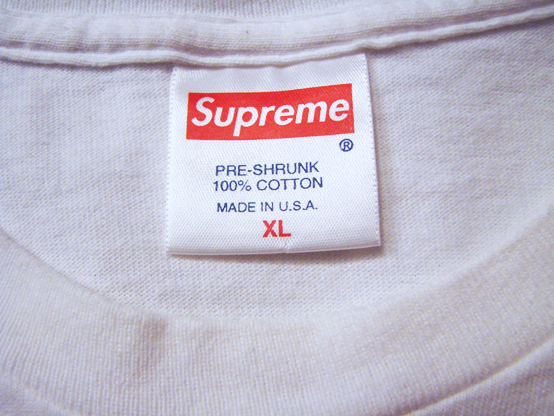 Supreme
®
PRE-SHRUNK
100% COTTON
MADE IN U.S.A.
XL